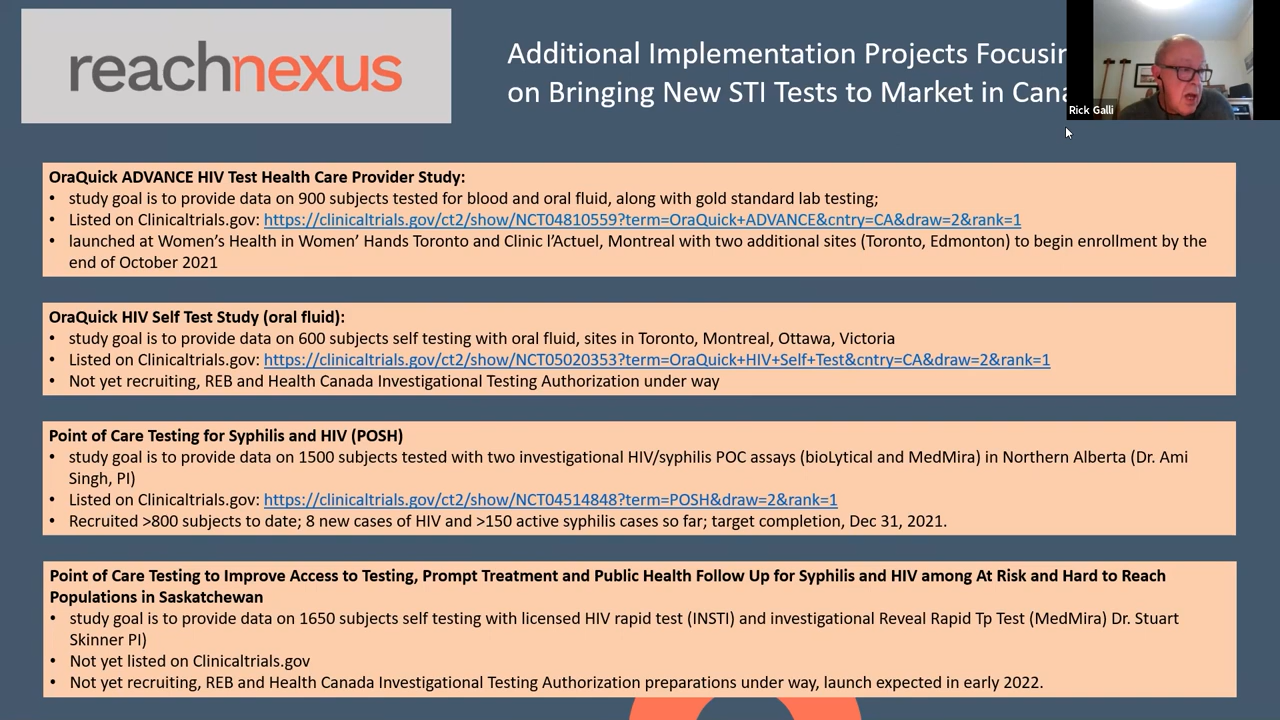 reachnexus
Additional Implementation Projects Focusin
on Bringing New STI Tests to Market in Cana
Rick Galli
OraQuick ADVANCE HIV Test Health Care Provider Study:
• study goal is to provide data on 900 subjects tested for blood and oral fluid, along with gold standard lab testing;
• Listed on Clinicaltrials.gov: https://clinicaltrials.gov/ct2/show/NCT04810559?term=OraQuick+ADVANCE&cntry=CA&draw=2&rank=1
• launched at Women's Health in Women' Hands Toronto and Clinic l'Actuel, Montreal with two additional sites (Toronto, Edmonton) to begin enrollment by the
end of October 2021
OraQuick HIV Self Test Study (oral fluid):
• study goal is to provide data on 600 subjects self testing with oral fluid, sites in Toronto, Montreal, Ottawa, Victoria
• Listed on Clinicaltrials.gov: https://clinicaltrials.gov/ct2/show/NCT05020353?term=OraQuick+HIV+Self+Test&cntry=CA&draw=2&rank=1
• Not yet recruiting, REB and Health Canada Investigational Testing Authorization under way
Point of Care Testing for Syphilis and HIV (POSH)
• study goal is to provide data on 1500 subjects tested with two investigational HIV/syphilis POC assays (bioLytical and MedMira) in Northern Alberta (Dr. Ami
Singh, PI)
• Listed on Clinicaltrials.gov: https://clinicaltrials.gov/ct2/show/NCT04514848?term=POSH&draw=2&rank=1
• Recruited >800 subjects to date; 8 new cases of HIV and >150 active syphilis cases so far; target completion, Dec 31, 2021.
Point of Care Testing to Improve Access to Testing, Prompt Treatment and Public Health Follow Up for Syphilis and HIV among At Risk and Hard to Reach
Populations in Saskatchewan
• study goal is to provide data on 1650 subjects self testing with licensed HIV rapid test (INSTI) and investigational Reveal Rapid Tp Test (MedMira) Dr. Stuart
Skinner PI)
• Not yet listed on Clinicaltrials.gov
• Not yet recruiting, REB and Health Canada Investigational Testing Authorization preparations under way, launch expected in early 2022.